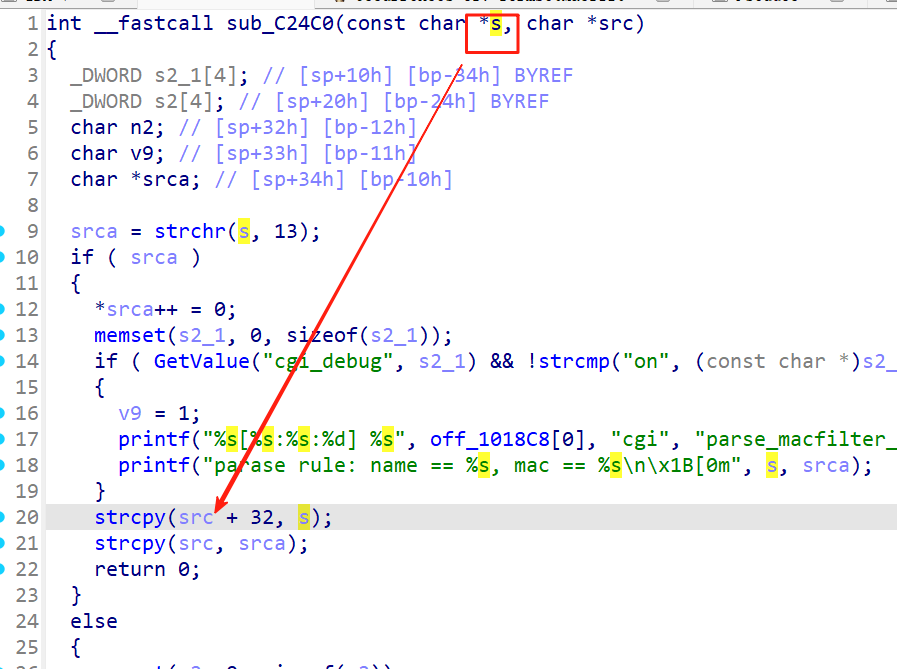 1 int __fastcall sub_C24C0(const char *s, char *src)
2 {
3 _DWORD s2_1[4]; // [sp+10h] [bp-34h] BYREF
4 _DWORD s2[4]; // [sp+20h] [bp-24h] BYREF
5 char n2; // [sp+32h] [bp-12h]
6 char v9; // [sp+33h] [bp-11h]
7 char *srca; // [sp+34h] [bp-10h]
8
9 srca = strchr(s, 13);
10 if ( srca )
11 {
12 *srca++ = 0;
13 memset(s2_1, 0, sizeof(s2_1));
14 if ( GetValue("cgi_debug", s2_1) && !strcmp("on", (const char *)s2_
15 {
16 v9 = 1;
17 printf("%s[%s:%s:%d] %s", off_1018C8[0], "cgi", "parse_macfilter_
18 printf("parase rule: name == %s, mac == %s\n\x1B[0m", s, srca);
19 }
20 strcpy(src + 32, s);
21 strcpy(src, srca);
22 return 0;
23 }
24 else
25 {